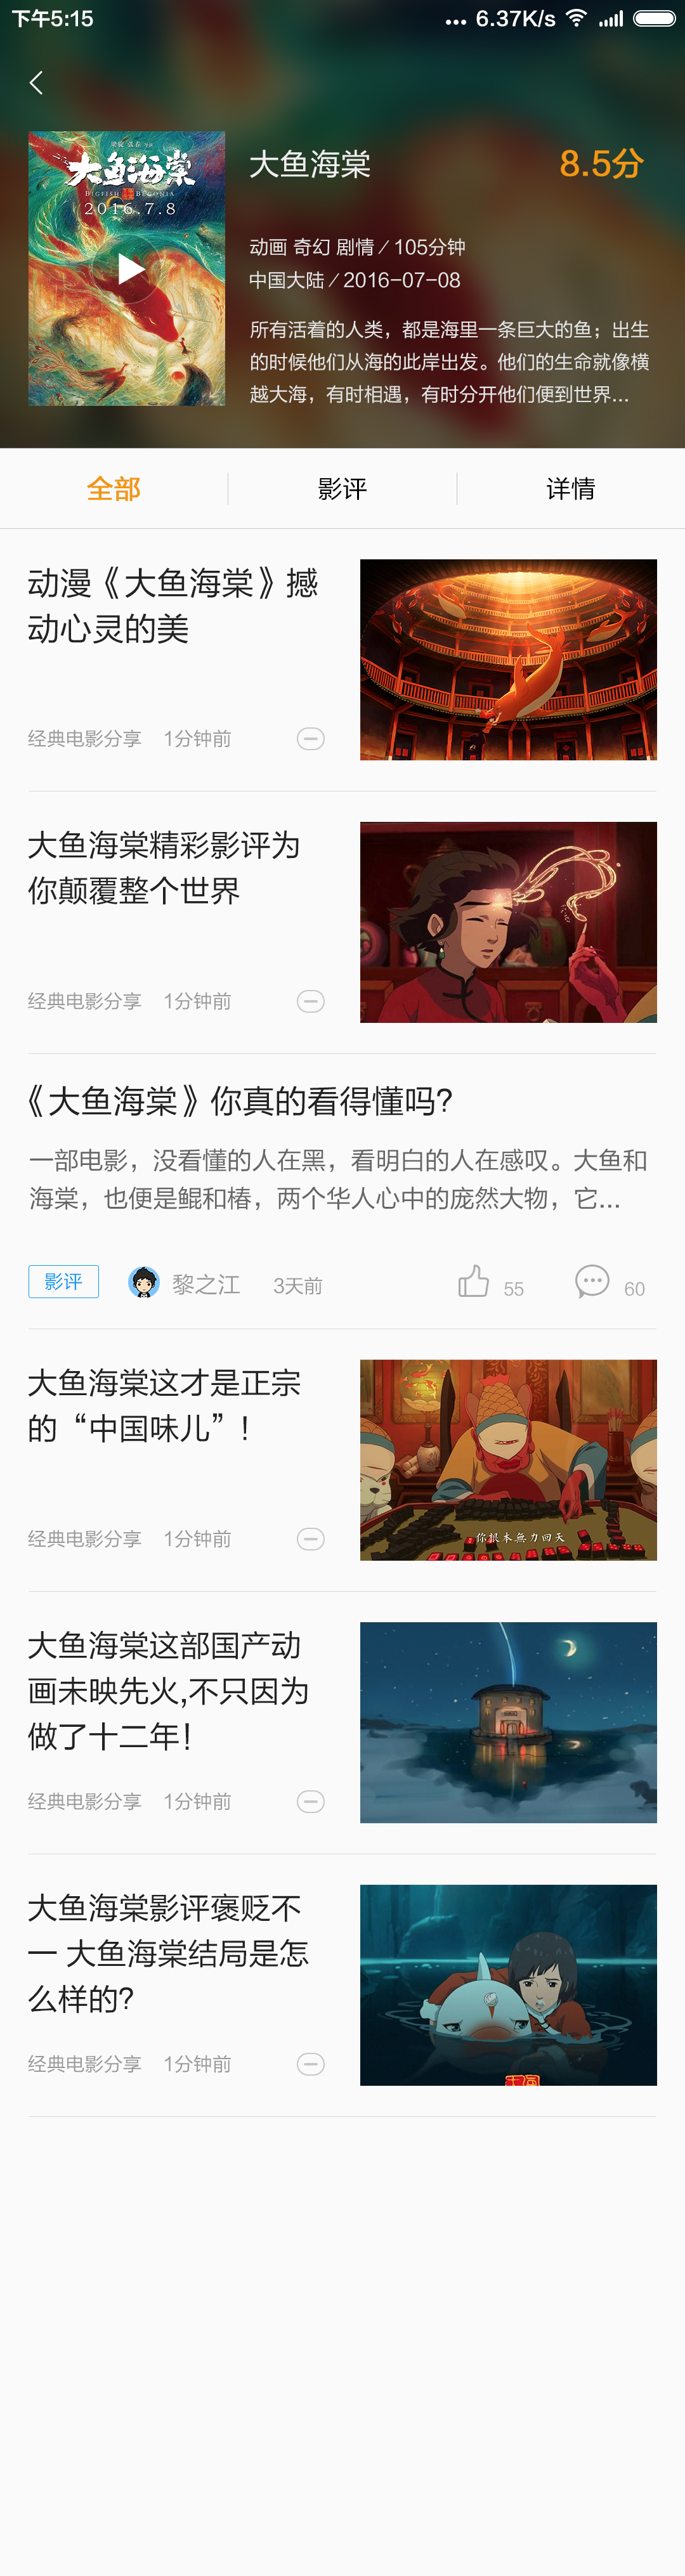 下午5:15
... 6.37K/s
梁旋 张春 作品
大鱼海棠
BIGFISH BEGONIA
2016.7.8
大鱼海棠
8.5分
动画 奇幻 剧情 / 105分钟
中国大陆 / 2016-07-08
所有活着的人类，都是海里一条巨大的鱼；出生
的时候他们从海的此岸出发。他们的生命就像横
越大海，有时相遇，有时分开他们便到世界...
全部
影评
详情
动漫《大鱼海棠》撼
动心灵的美
经典电影分享 1分钟前
大鱼海棠精彩影评为
你颠覆整个世界
经典电影分享 1分钟前
《大鱼海棠》你真的看得懂吗?
一部电影，没看懂的人在黑，看明白的人在感叹。大鱼和
海棠，也便是鲲和椿，两个华人心中的庞然大物，它...
影评
黎之江
3天前
55
60
大鱼海棠这才是正宗
的“中国味儿”！
经典电影分享 1分钟前
你根本無力回天
大鱼海棠这部国产动
画未映先火,不只因为
做了十二年！
经典电影分享 1分钟前
大鱼海棠影评褒贬不
一 大鱼海棠结局是怎
么样的?
经典电影分享 1分钟前